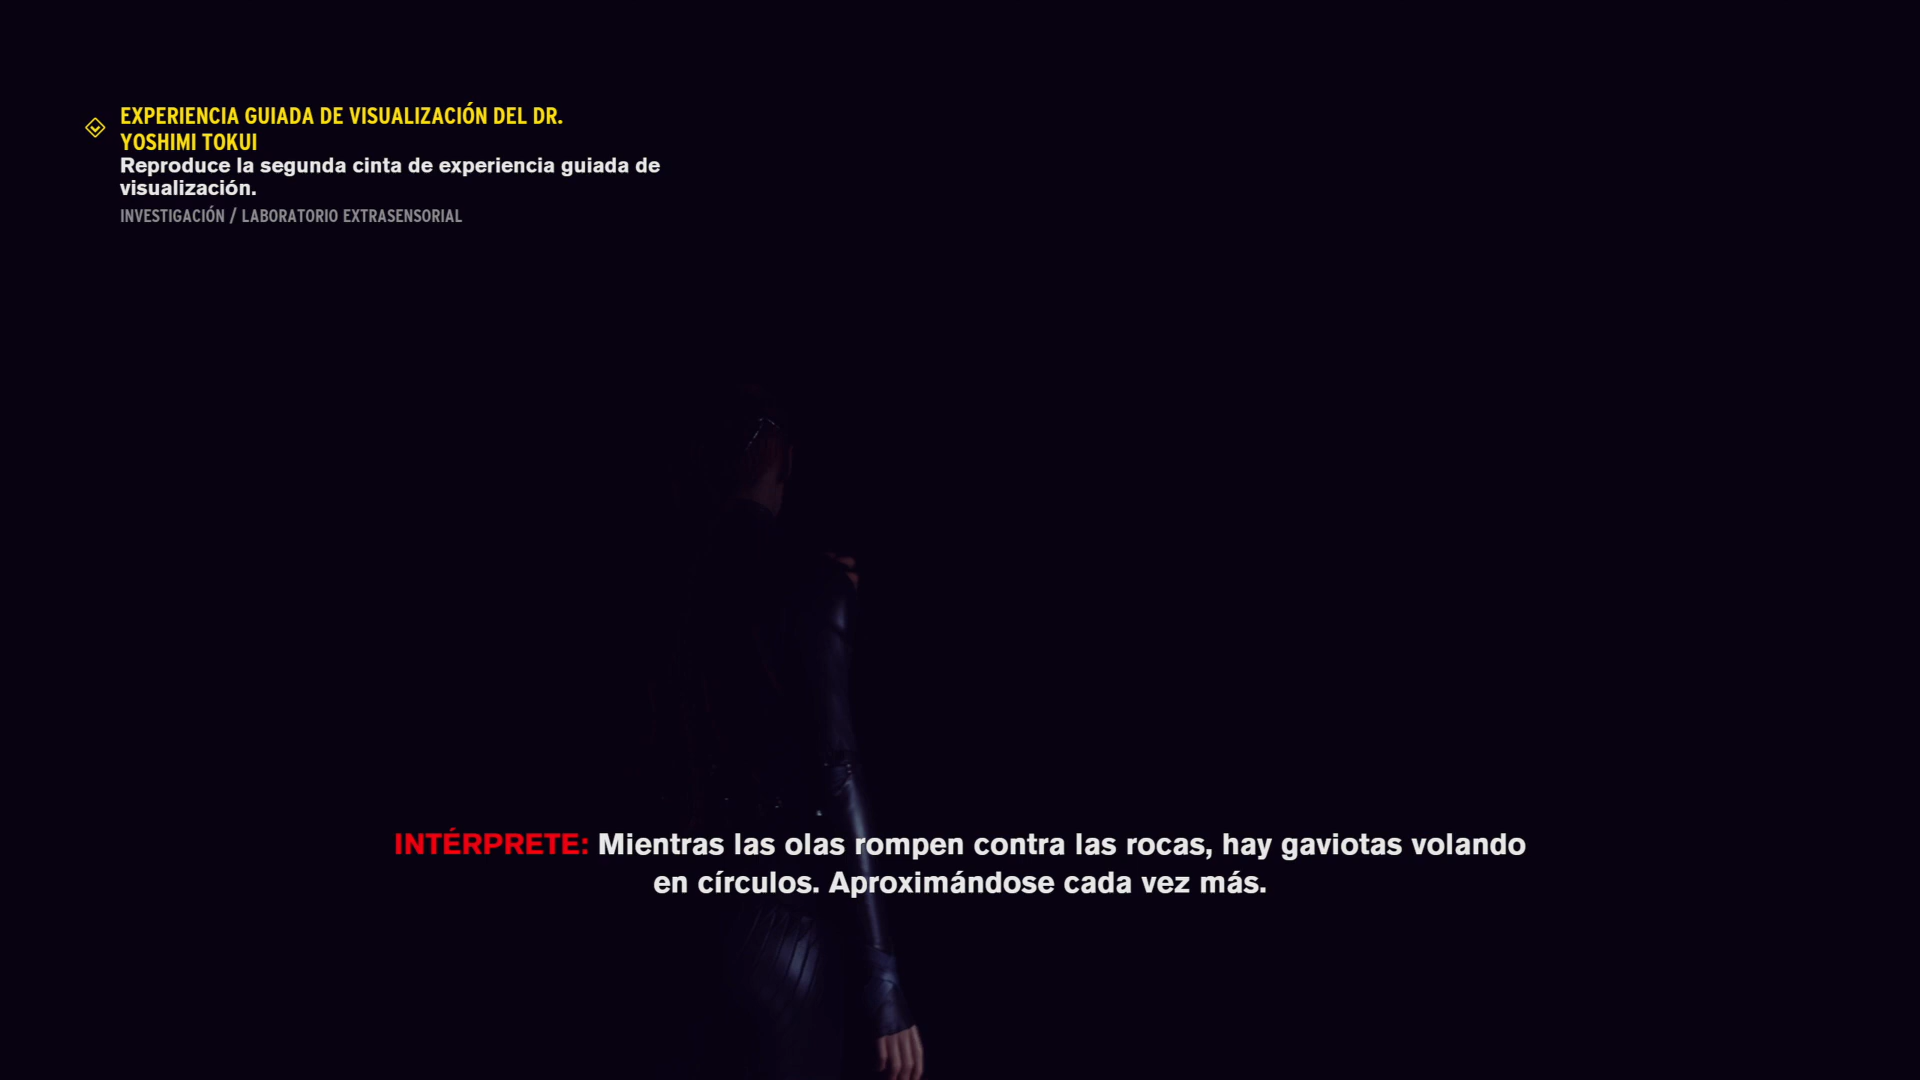 EXPERIENCIA GUIADA DE VISUALIZACIÓN DEL DR.
YOSHIMI TOKUI
Reproduce la segunda cinta de experiencia guiada de
visualización.
INVESTIGACIÓN / LABORATORIO EXTRASENSORIAL
INTÉRPRETE: Mientras las olas rompen contra las rocas, hay gaviotas volando
en círculos. Aproximándose cada vez más.